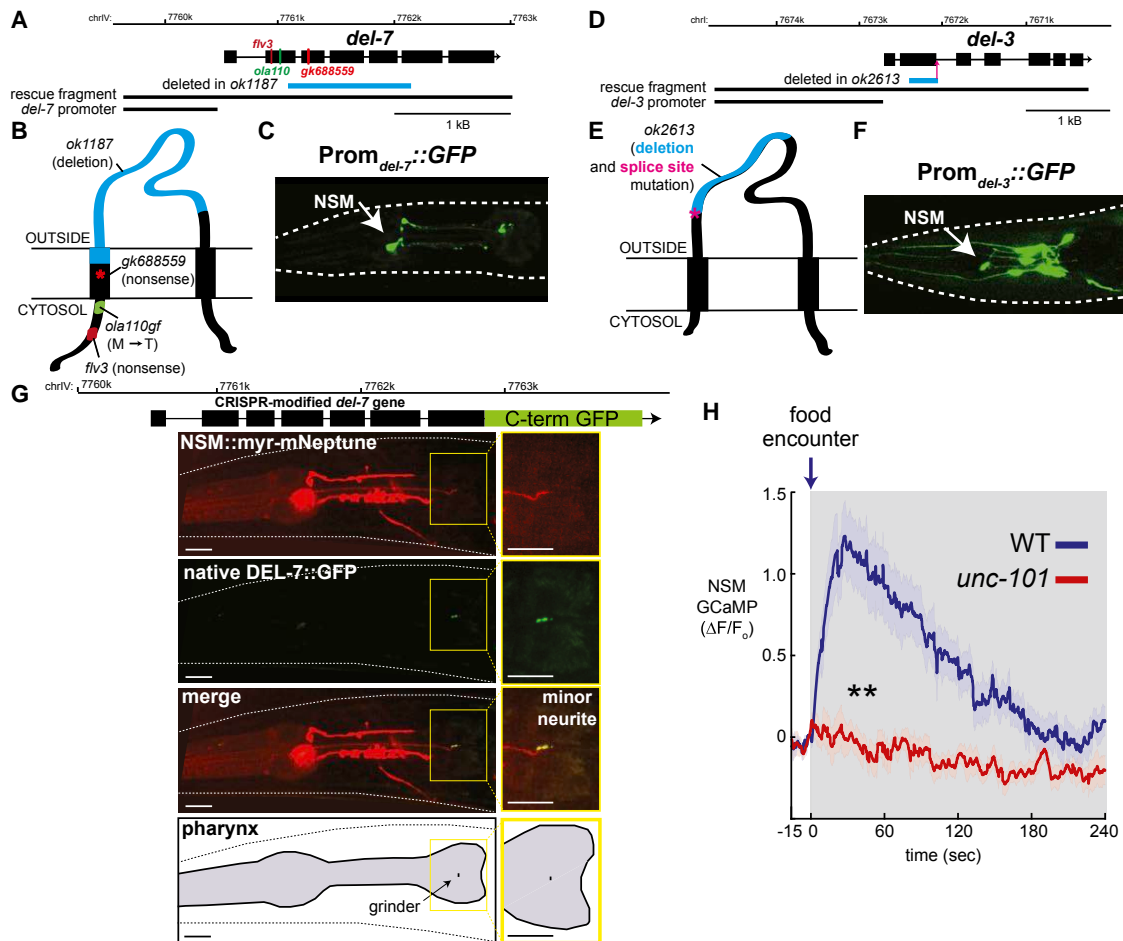 A
chrIV: 7760k 7761k 7762k 7763k
flv3 del-7
ola110 gk688559
deleted in ok1187
rescue fragment
del-7 promoter
1 kB
D
chrI: 7674k 7673k 7672k 7671k
del-3
deleted in ok2613
rescue fragment
del-3 promoter
1 kB
B
ok1187
(deletion)
OUTSIDE
gk688559
(nonsense)
CYTOSOL
ola110gf
(M → T)
flv3 (nonsense)
C
Prom del-7::GFP
NSM
E
ok2613
(deletion
and splice site
mutation)
*
OUTSIDE
CYTOSOL
F
Prom del-3::GFP
NSM
G
chrIV: 7760k 7761k 7762k 7763k
CRISPR-modified del-7 gene
C-term GFP
NSM::myr-mNeptune
native DEL-7::GFP
merge
minor
neurite
pharynx
grinder
H
food
encounter
1.5
1.0
0.5
0
NSM
GCaMP
(ΔF/Fo)
WT
unc-101
**
-15 0 60 120 180 240
time (sec)